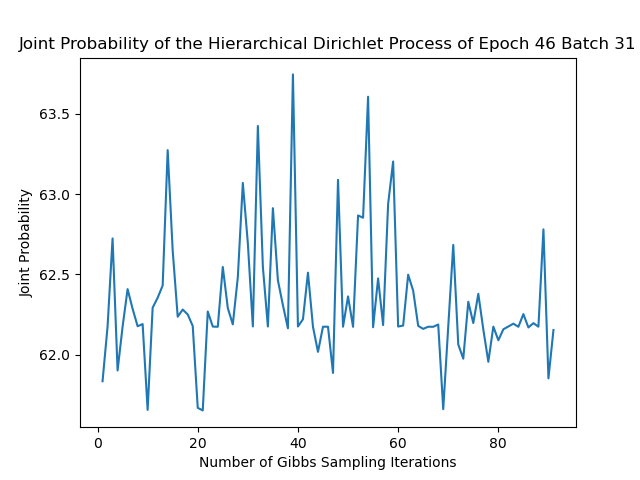 Joint Probability of the Hierarchical Dirichlet Process of Epoch 46 Batch 31
63.5
63.0
62.5
62.0
Joint Probability
0 20 40 60 80
Number of Gibbs Sampling Iterations